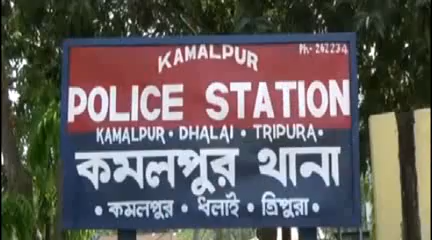 KAMALPUR
Ph- 262234
POLICE STATION
KAMALPUR • DHALAI • TRIPURA •
কমলপুর থানা
• কমলপুর • ধলাই • ত্রিপুরা •